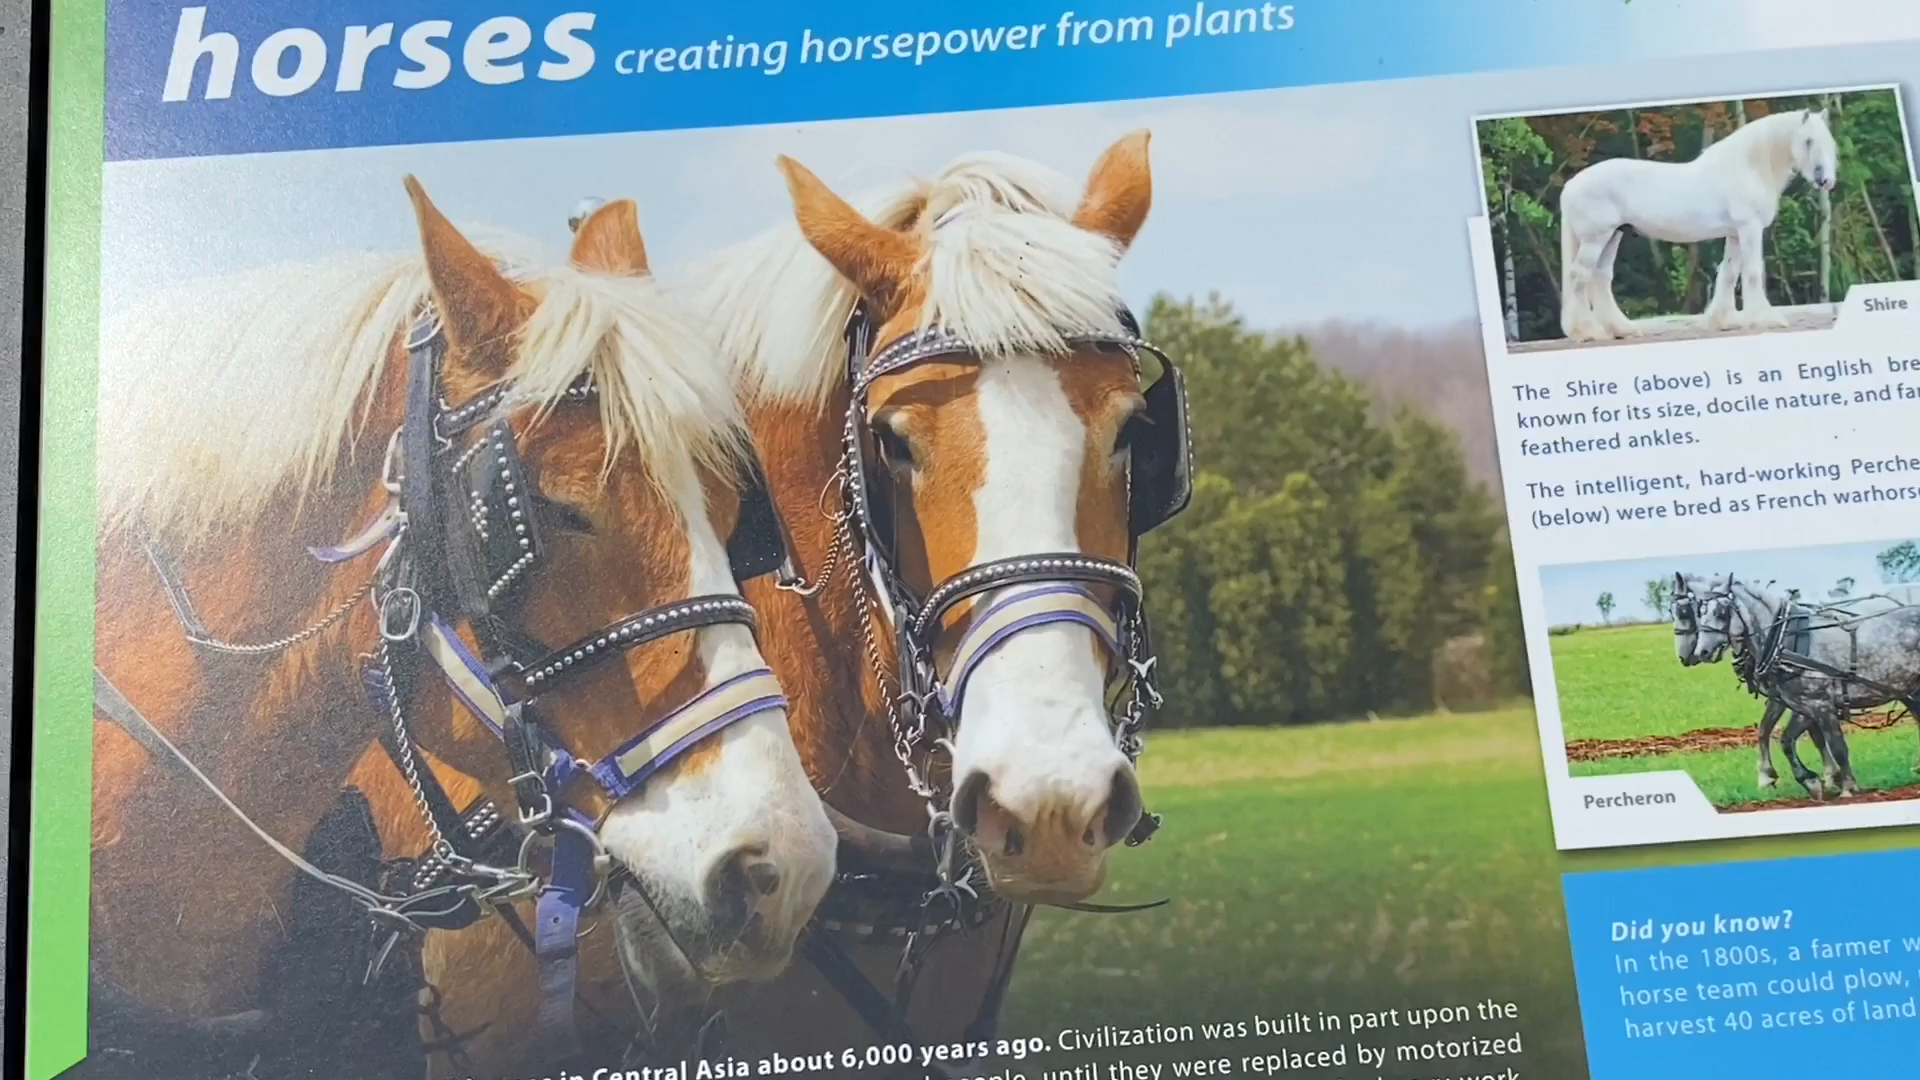 horses creating horsepower from plants
Shire
The Shire (above) is an English
known for its size, docile nature, and
feathered ankles.
The intelligent, hard-working
(below) were bred as French
Percheron
Did you know?
In the 1800s, a farmer
horse team could plow,
harvest 40 acres of land
in Central Asia about 6,000 years ago. Civilization was built in part upon the
until they were replaced by motorized
work